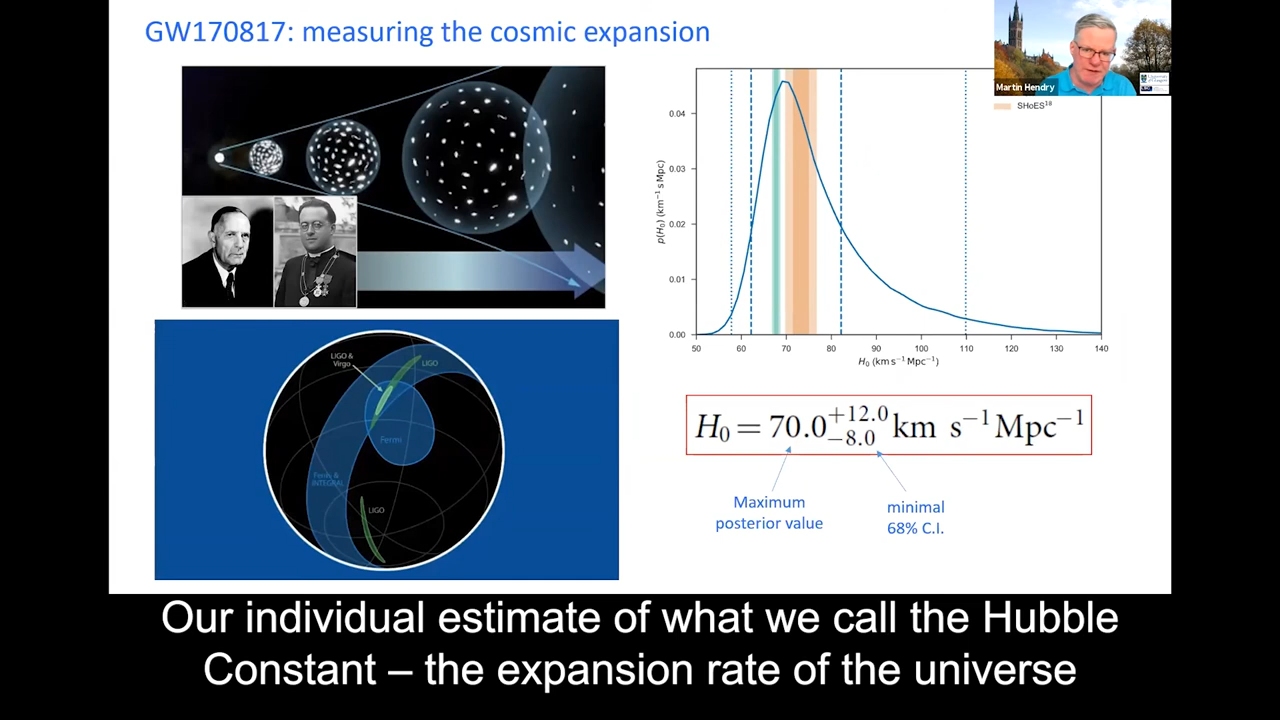 GW170817: measuring the cosmic expansion
Martin Hendry
LIGO &
Virgo
LIGO
Fermi
Fermi &
INTEGRAL
LIGO
SHoES¹⁸
p(H₀) (km⁻¹ s Mpc)
0.04
0.03
0.02
0.01
0.00
50 60 70 80 90 100 110 120 130 140
H₀ (km s⁻¹ Mpc⁻¹)
H₀ = 70.0⁺¹²·⁰₋₈.₀ km s⁻¹ Mpc⁻¹
Maximum
posterior value
minimal
68% C.I.
Our individual estimate of what we call the Hubble
Constant – the expansion rate of the universe